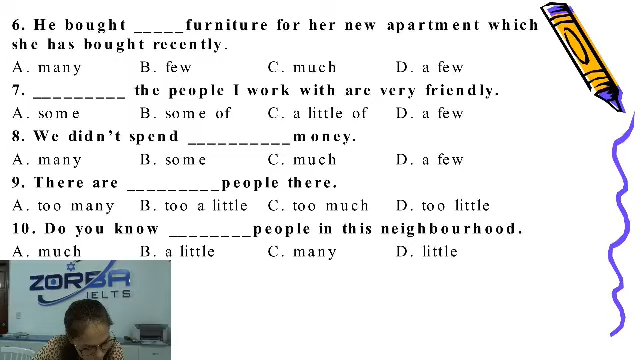 6. He bought _____furniture for her new apartment which
she has bought recently.
A. many B. few C. much D. a few
7. _________ the people I work with are very friendly.
A. some B. some of C. a little of D. a few
8. We didn't spend __________money.
A. many B. some C. much D. a few
9. There are _________people there.
A. too many B. too a little C. too much D. too little
10. Do you know ________people in this neighbourhood.
A. much B. a little C. many D. little
ZORBA
IELTS